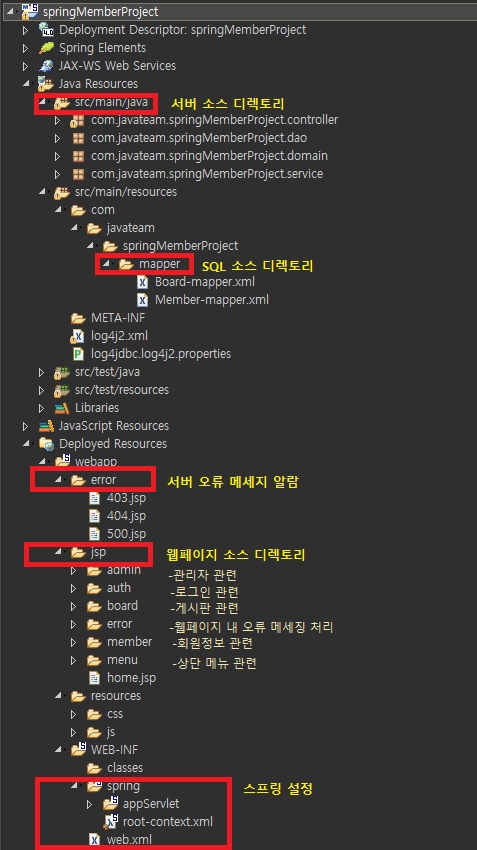 springMemberProject
Deployment Descriptor: springMemberProject
Spring Elements
JAX-WS Web Services
Java Resources
src/main/java 서버 소스 디렉토리
com.javateam.springMemberProject.controller
com.javateam.springMemberProject.dao
com.javateam.springMemberProject.domain
com.javateam.springMemberProject.service
src/main/resources
com
javateam
springMemberProject
mapper SQL 소스 디렉토리
Board-mapper.xml
Member-mapper.xml
META-INF
log4j2.xml
log4jdbc.log4j2.properties
src/test/java
src/test/resources
Libraries
JavaScript Resources
Deployed Resources
webapp
error 서버 오류 메세지 알람
403.jsp
404.jsp
500.jsp
jsp 웹페이지 소스 디렉토리
admin -관리자 관련
auth -로그인 관련
board -게시판 관련
error -웹페이지 내 오류 메세징 처리
member -회원정보 관련
menu -상단 메뉴 관련
home.jsp
resources
css
js
WEB-INF
classes
spring 스프링 설정
appServlet
root-context.xml
web.xml